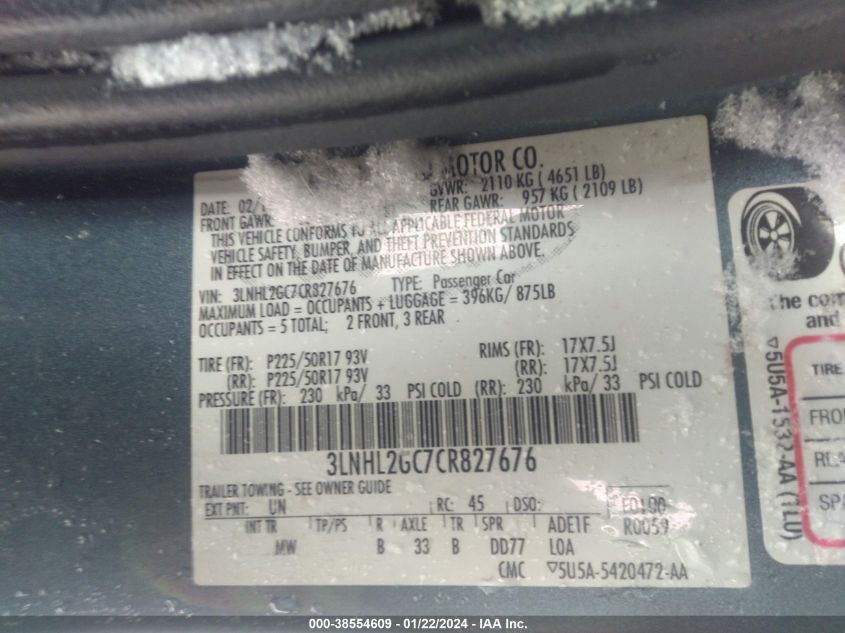 MOTOR CO.
DATE: 02/ GVWR: 2110 KG ( 4651 LB)
FRONT GAWR: REAR GAWR: 957 KG ( 2109 LB)
THIS VEHICLE CONFORMS TO ALL APPLICABLE FEDERAL MOTOR
VEHICLE SAFETY, BUMPER, AND THEFT PREVENTION STANDARDS
IN EFFECT ON THE DATE OF MANUFACTURE SHOWN ABOVE.
VIN: 3LNHL2GC7CR827676 TYPE: Passenger Car
MAXIMUM LOAD = OCCUPANTS + LUGGAGE = 396KG/ 875LB
OCCUPANTS = 5 TOTAL; 2 FRONT, 3 REAR
TIRE (FR): P225/50R17 93V RIMS (FR): 17X7.5J
(RR): P225/50R17 93V (RR): 17X7.5J
PRESSURE (FR): 230 kPa/ 33 PSI COLD (RR): 230 kPa/ 33 PSI COLD
3LNHL2GC7CR827676
TRAILER TOWING - SEE OWNER GUIDE
EXT PNT: UN RC: 45 DSO: F0100
INT TR TP/PS R AXLE TR SPR ADE1F R0059
MW B 33 B DD77 LOA
CMC ▽5U5A-5420472-AA
The com
and
TIRE
FRO
REA
SPA
▽5U5A-1532-AA (TLU)
000-38554609 - 01/22/2024 - IAA Inc.